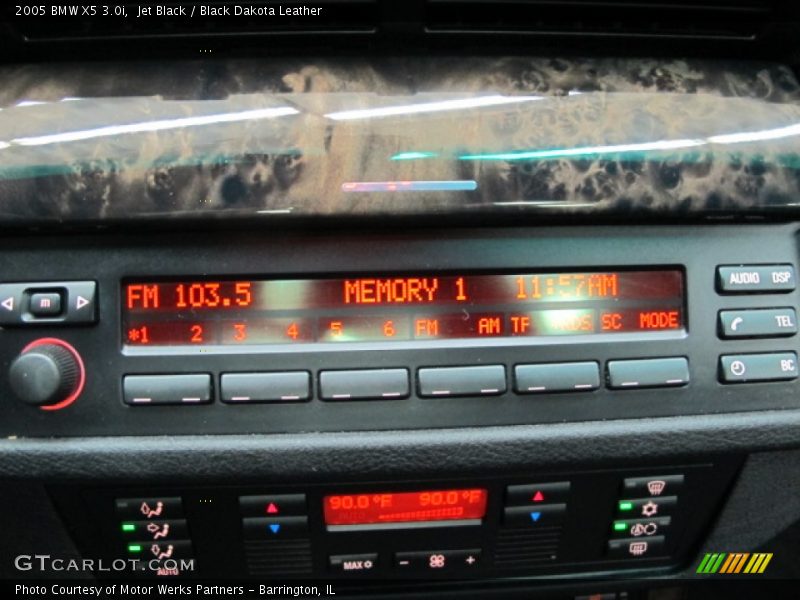 2005 BMW X5 3.0i, Jet Black / Black Dakota Leather
FM 103.5 MEMORY 1 11:57AM
*1 2 3 4 5 6 FM AM TP RDS SC MODE
m
AUDIO DSP
TEL
BC
90.0°F 90.0°F
MAX
- +
AUTO
GTCARLOT.COM
Photo Courtesy of Motor Werks Partners - Barrington, IL